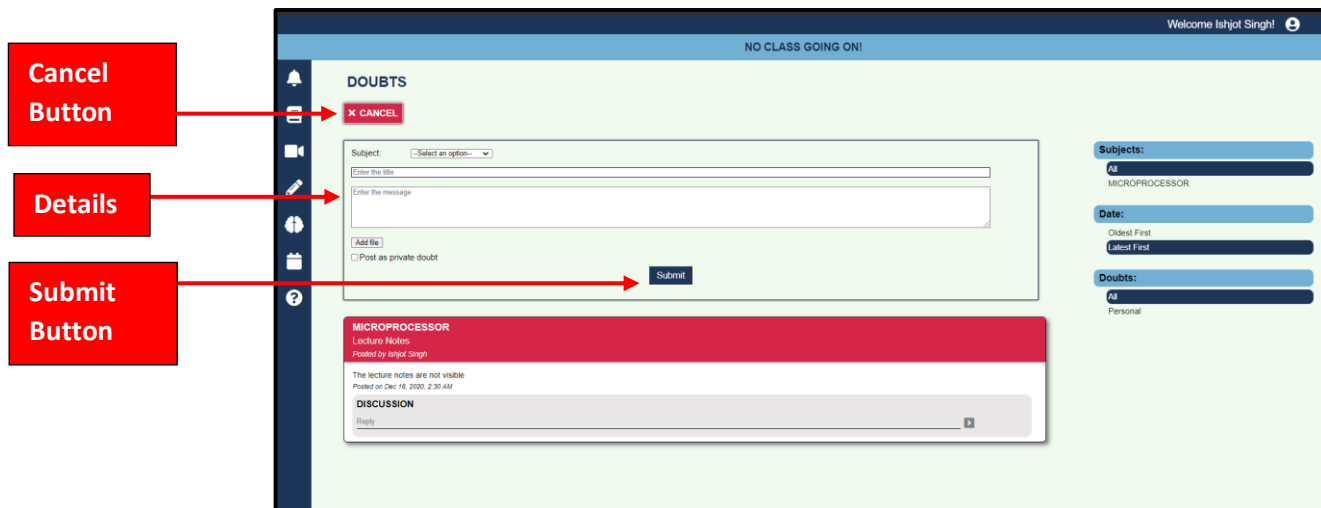 Welcome Ishjot Singh!
NO CLASS GOING ON!
Cancel
Button
Details
Submit
Button
DOUBTS
× CANCEL
Subject: --Select an option--
Enter the title
Enter the message
Add file
Post as private doubt
Submit
MICROPROCESSOR
Lecture Notes
Posted by Ishjot Singh
The lecture notes are not visible
Posted on Dec 16, 2020, 2:30 AM
DISCUSSION
Reply
Subjects:
All
MICROPROCESSOR
Date:
Oldest First
Latest First
Doubts:
All
Personal